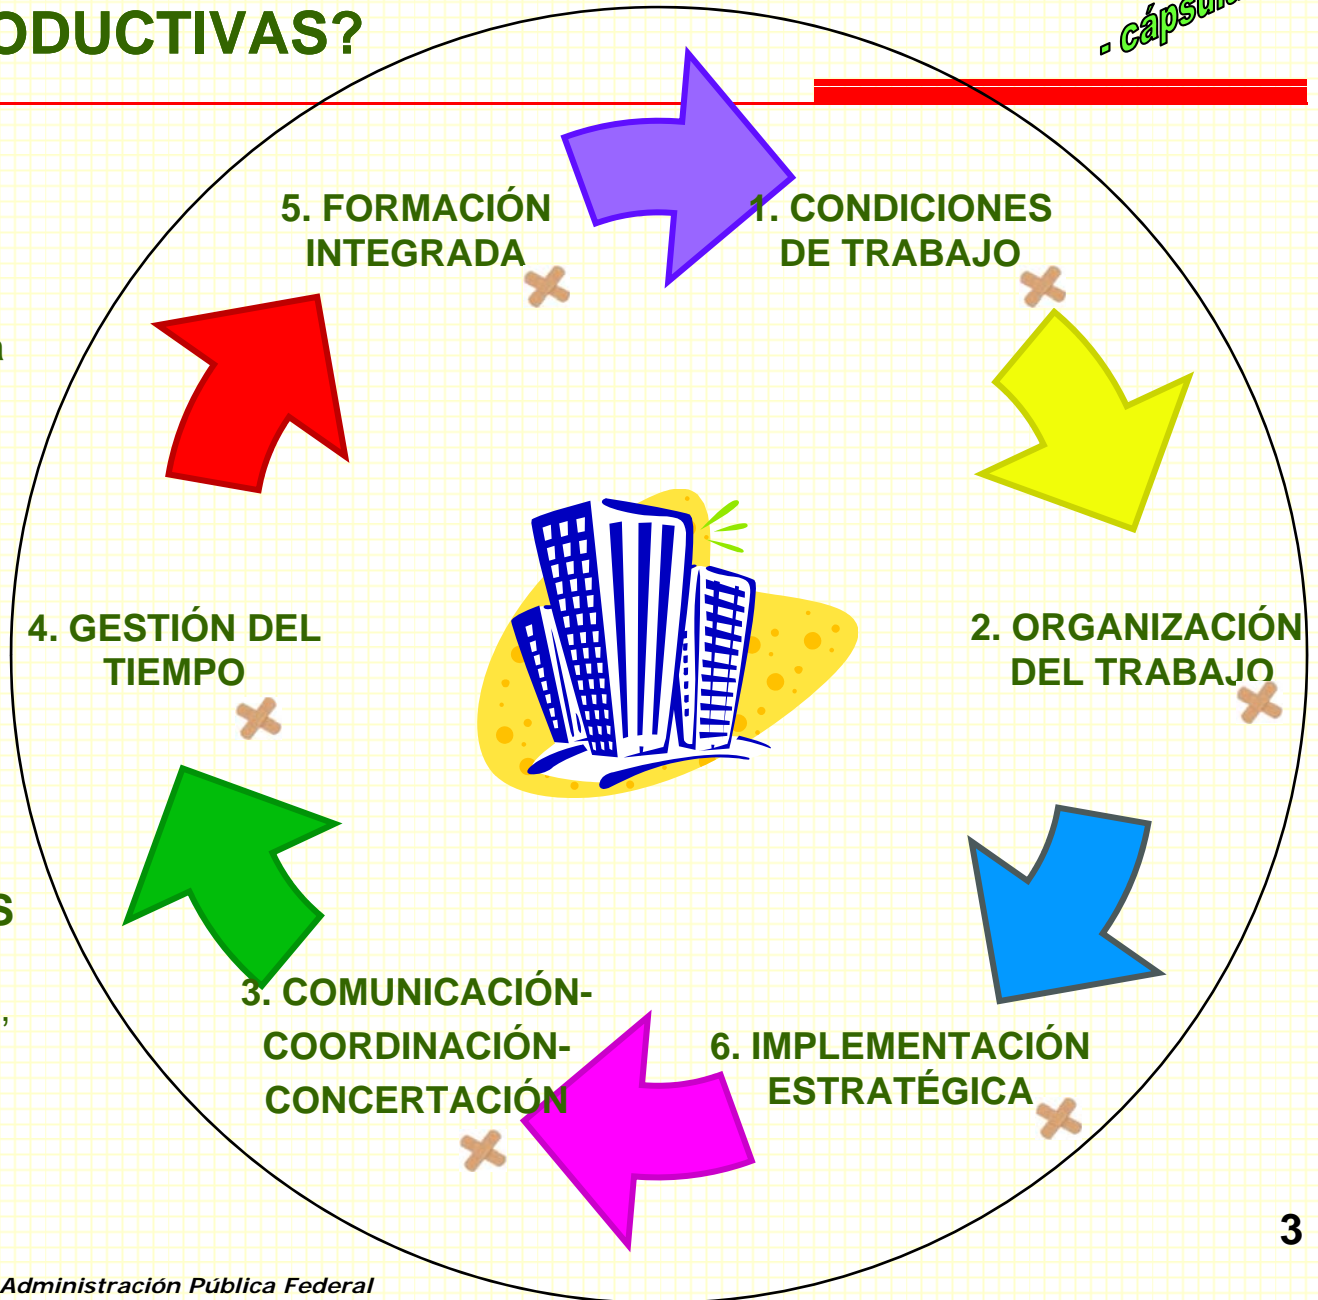 ODUCTIVAS?
- cápsula
5. FORMACIÓN
INTEGRADA
1. CONDICIONES
DE TRABAJO
a
4. GESTIÓN DEL
TIEMPO
2. ORGANIZACIÓN
DEL TRABAJO
S
,
3. COMUNICACIÓN-
COORDINACIÓN-
CONCERTACIÓN
6. IMPLEMENTACIÓN
ESTRATÉGICA
3
Administración Pública Federal